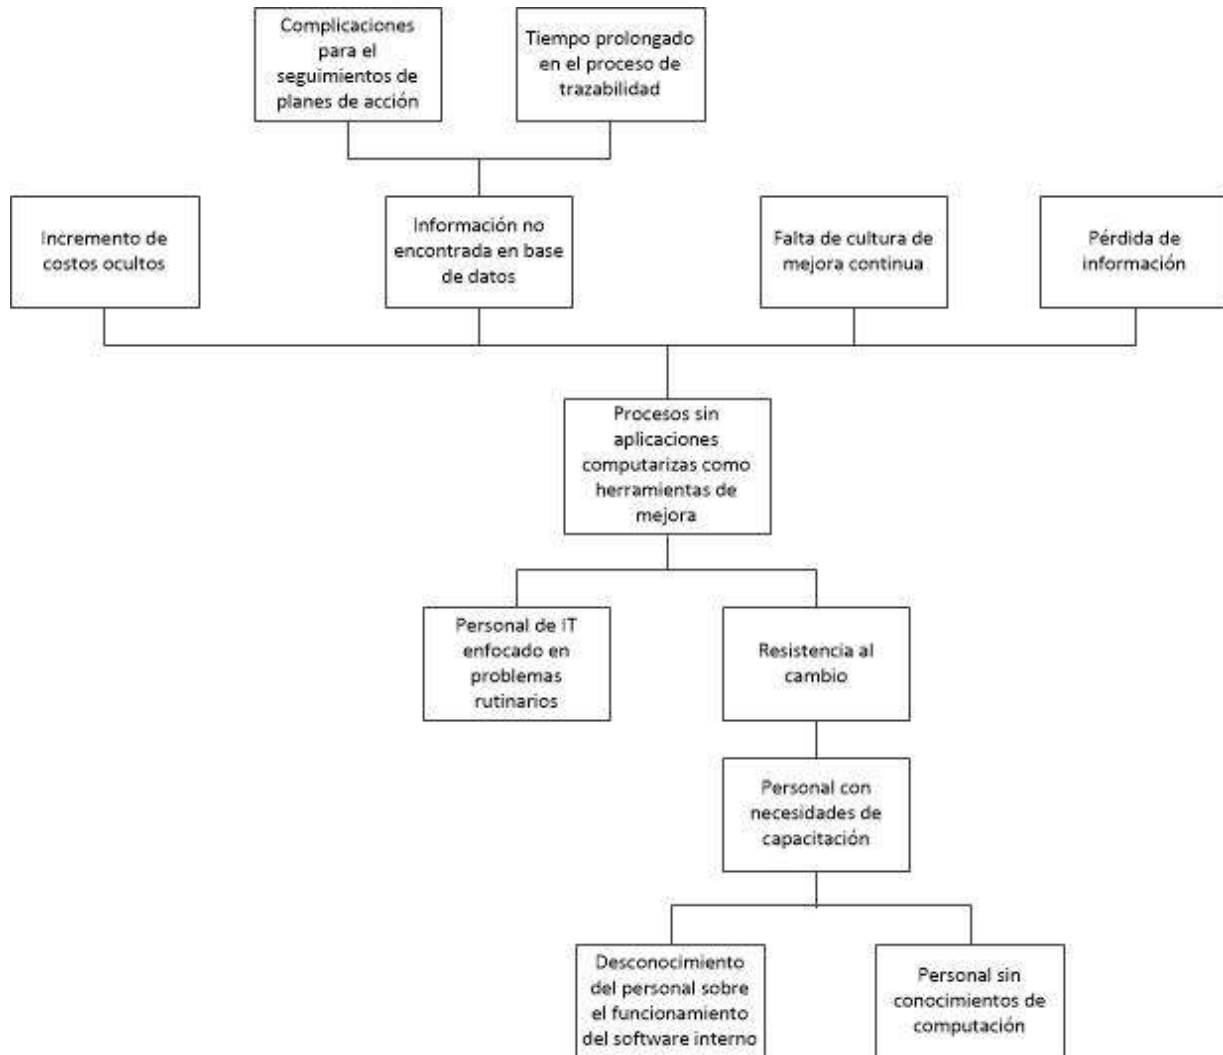 Complicaciones
para el
seguimientos de
planes de acción
Tiempo prolongado
en el proceso de
trazabilidad
Incremento de
costos ocultos
Información no
encontrada en base
de datos
Falta de cultura de
mejora continua
Pérdida de
información
Procesos sin
aplicaciones
computarizas como
herramientas de
mejora
Personal de IT
enfocado en
problemas
rutinarios
Resistencia al
cambio
Personal con
necesidades de
capacitación
Desconocimiento
del personal sobre
el funcionamiento
del software interno
Personal sin
conocimientos de
computación